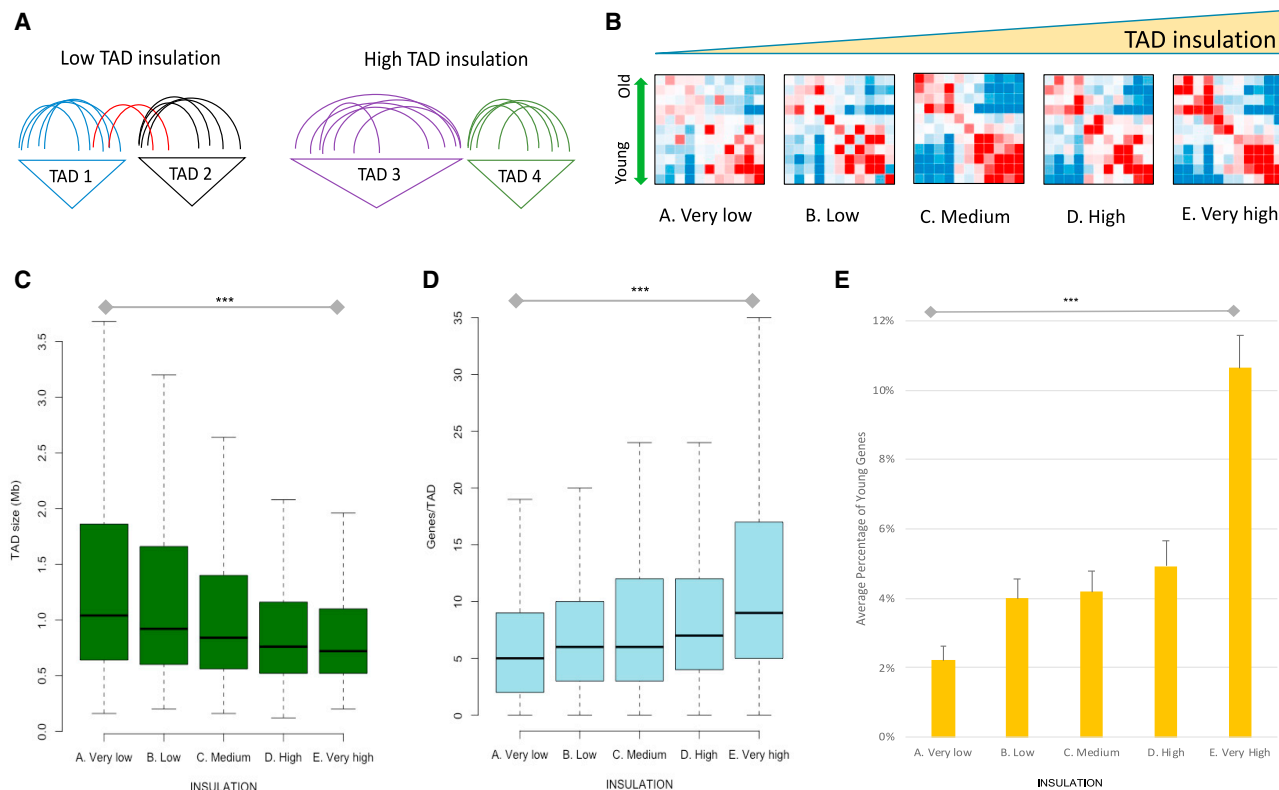 A
Low TAD insulation
High TAD insulation
TAD 1
TAD 2
TAD 3
TAD 4
B
TAD insulation
Old
Young
A. Very low
B. Low
C. Medium
D. High
E. Very high
C
***
TAD size (Mb)
3.5
3.0
2.5
2.0
1.5
1.0
0.5
0.0
A. Very low
B. Low
C. Medium
D. High
E. Very high
INSULATION
D
***
Genes/TAD
35
30
25
20
15
10
5
0
A. Very low
B. Low
C. Medium
D. High
E. Very high
INSULATION
E
***
Average Percentage of Young Genes
12%
10%
8%
6%
4%
2%
0%
A. Very low
B. Low
C. Medium
D. High
E. Very High
INSULATION